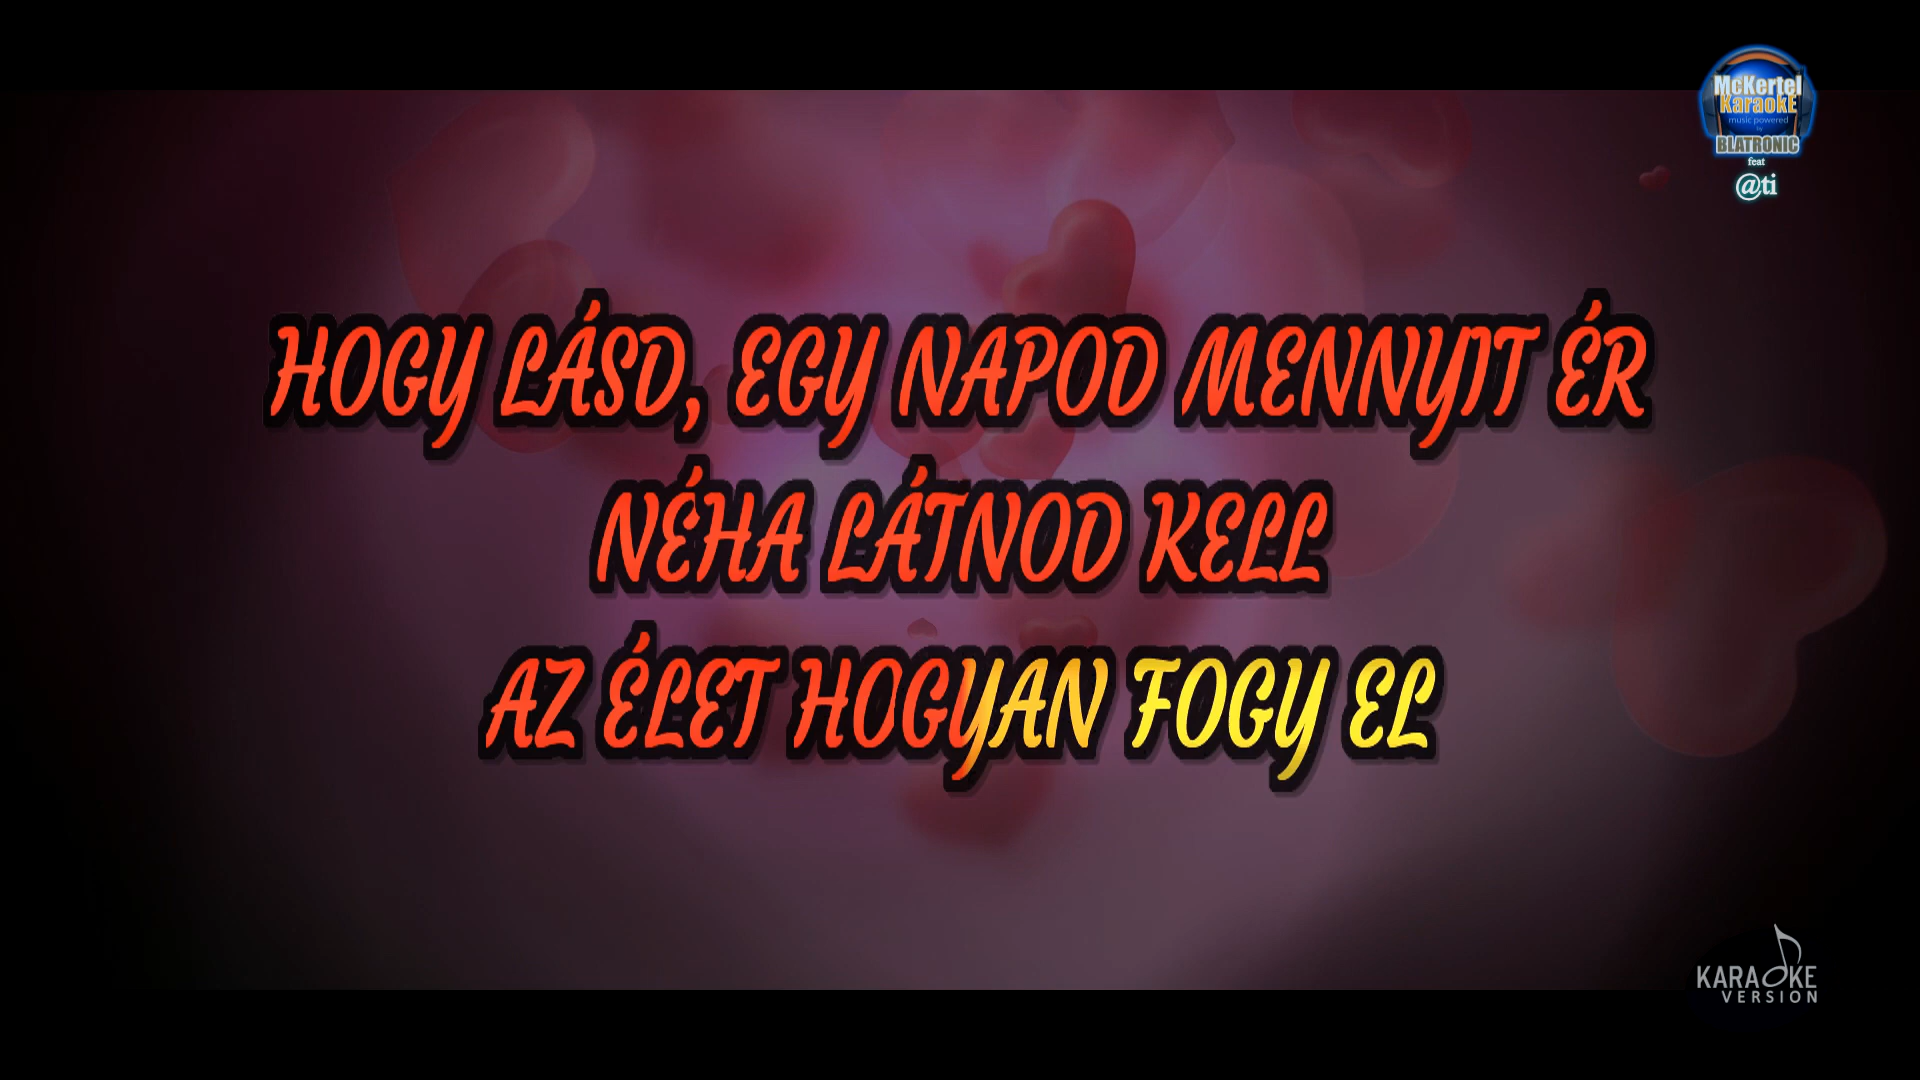 McKertel
KaraokE
music powered
by
BLATRONIC
feat
@ti
HOGY LÁSD, EGY NAPOD MENNYIT ÉR
NÉHA LÁTNOD KELL
AZ ÉLET HOGYAN FOGY EL
KARAOKE
VERSION